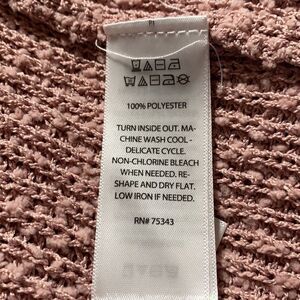 100% POLYESTER
TURN INSIDE OUT. MA-
CHINE WASH COOL -
DELICATE CYCLE.
NON-CHLORINE BLEACH
WHEN NEEDED. RE-
SHAPE AND DRY FLAT.
LOW IRON IF NEEDED.
RN# 75343